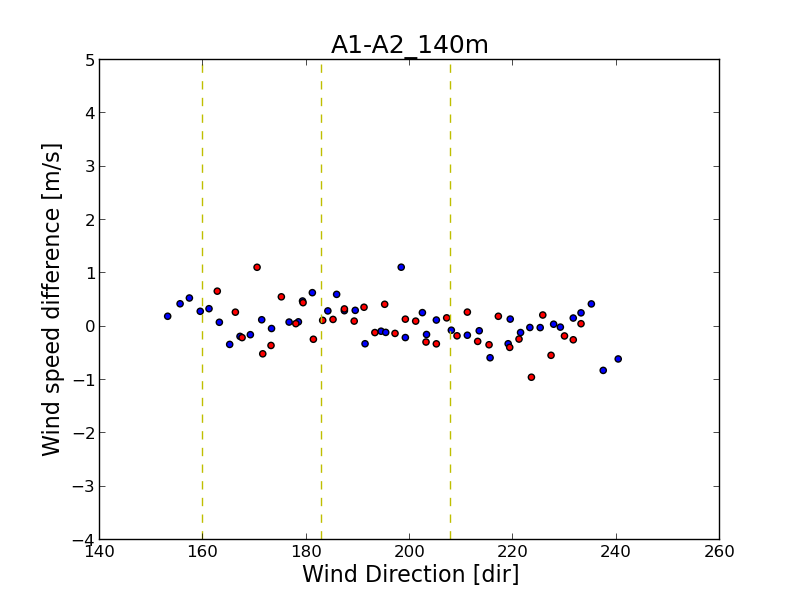 A1-A2_140m
5
4
3
2
1
0
−1
−2
−3
−4
Wind speed difference [m/s]
140 160 180 200 220 240 260
Wind Direction [dir]